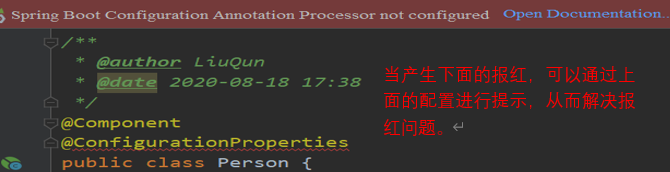 Spring Boot Configuration Annotation Processor not configured Open Documentation...
/**
* @author LiuQun
* @date 2020-08-18 17:38
*/
@Component
@ConfigurationProperties
public class Person {
当产生下面的报红,可以通过上
面的配置进行提示,从而解决报
红问题。↵